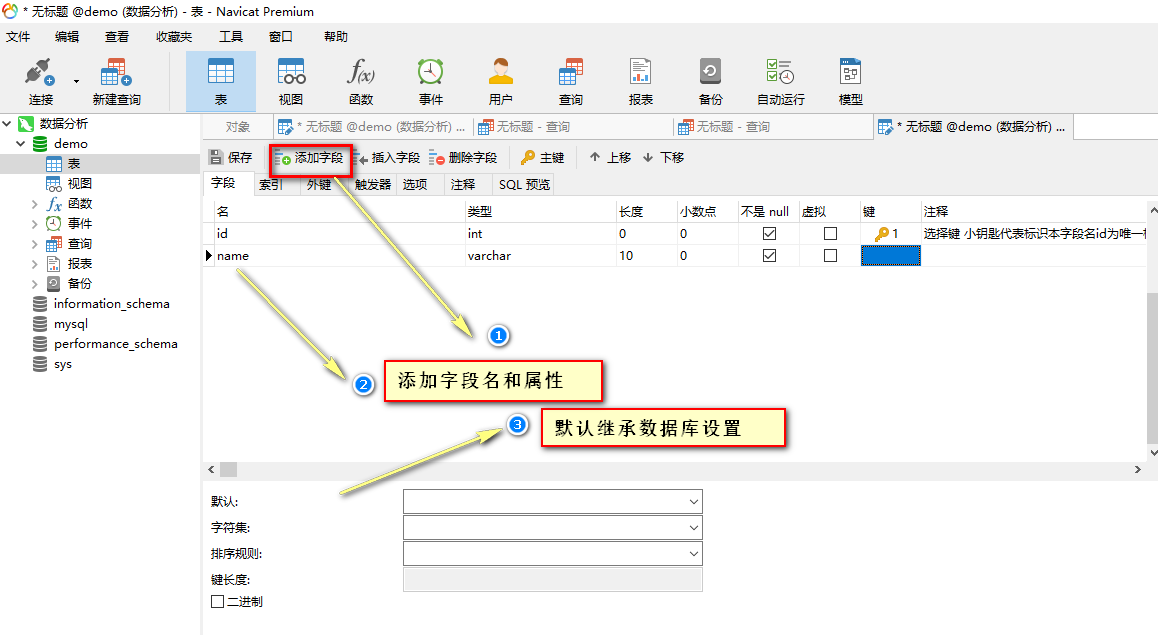 * 无标题 @demo (数据分析) - 表 - Navicat Premium
文件 编辑 查看 收藏夹 工具 窗口 帮助
连接 新建查询 表 视图 函数 事件 用户 查询 报表 备份 自动运行 模型
数据分析
demo
表
视图
函数
事件
查询
报表
备份
information_schema
mysql
performance_schema
sys
对象 * 无标题 @demo (数据分析) ... 无标题 - 查询 无标题 - 查询 * 无标题 @demo (数据分析) ...
保存 添加字段 插入字段 删除字段 主键 上移 下移
字段 索引 外键 触发器 选项 注释 SQL 预览
名 类型 长度 小数点 不是 null 虚拟 键 注释
id int 0 0 1 选择键 小钥匙代表标识本字段名id为唯一
name varchar 10 0
1
2 添加字段名和属性
3 默认继承数据库设置
默认:
字符集:
排序规则:
键长度:
二进制